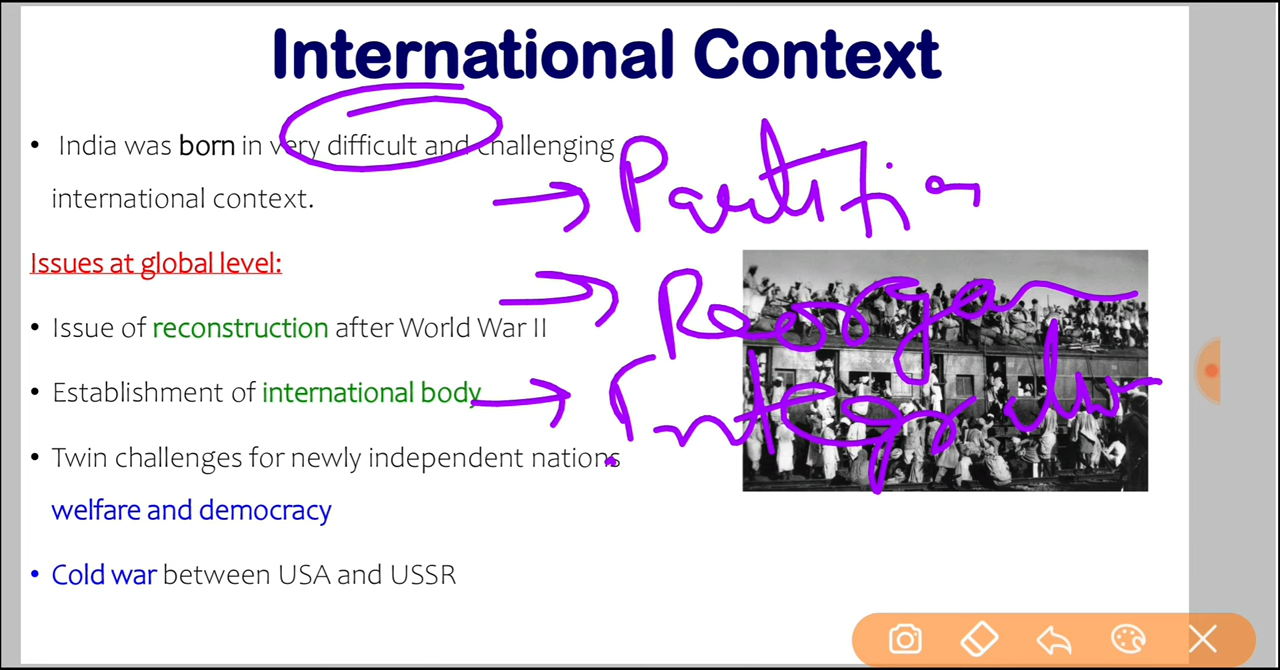 International Context
• India was born in very difficult and challenging
international context.
Partition
Issues at global level:
Reorgan
• Issue of reconstruction after World War II
• Establishment of international body
Integration
• Twin challenges for newly independent nations
welfare and democracy
• Cold war between USA and USSR